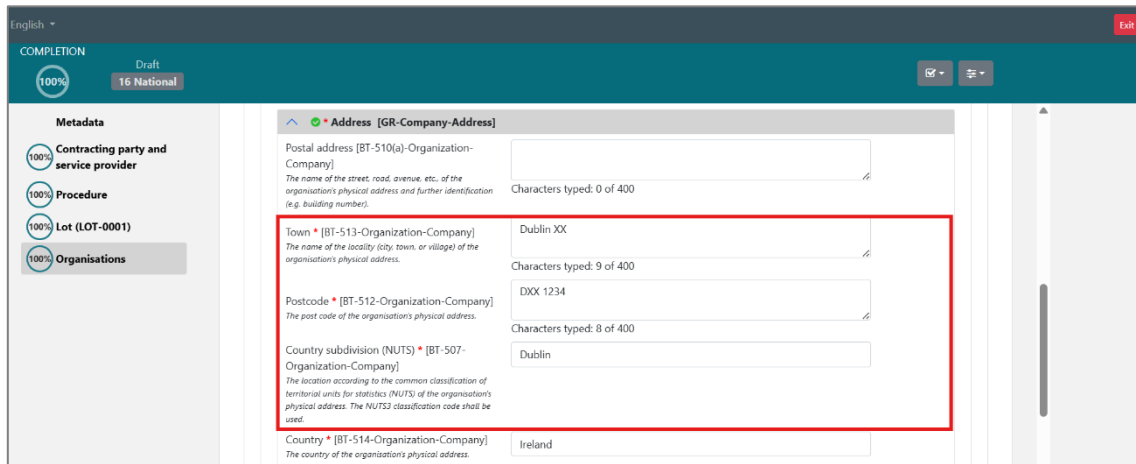 English
Exit
COMPLETION
100%
Draft
16 National
Metadata
100% Contracting party and
service provider
100% Procedure
100% Lot (LOT-0001)
100% Organisations
* Address [GR-Company-Address]
Postal address [BT-510(a)-Organization-
Company]
The name of the street, road, avenue, etc., of the
organisation's physical address and further identification
(e.g. building number).
Characters typed: 0 of 400
Town * [BT-513-Organization-Company]
The name of the locality (city, town, or village) of the
organisation's physical address.
Dublin XX
Characters typed: 9 of 400
Postcode * [BT-512-Organization-Company]
The post code of the organisation's physical address.
DXX 1234
Characters typed: 8 of 400
Country subdivision (NUTS) * [BT-507-
Organization-Company]
The location according to the common classification of
territorial units for statistics (NUTS) of the organisation's
physical address. The NUTS3 classification code shall be
used.
Dublin
Country * [BT-514-Organization-Company]
The country of the organisation's physical address.
Ireland